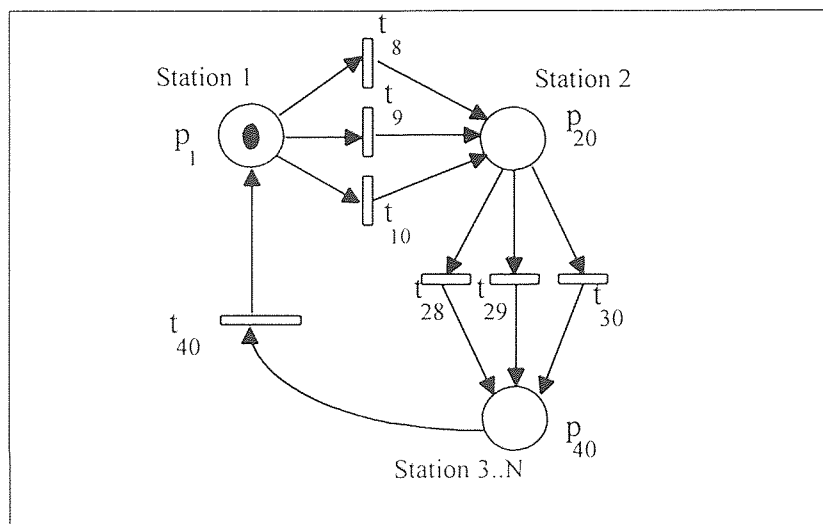 t 8
Station 1
Station 2
t 9
p 1
p 20
t 10
t 28
t 29
t 30
t 40
p 40
Station 3..N